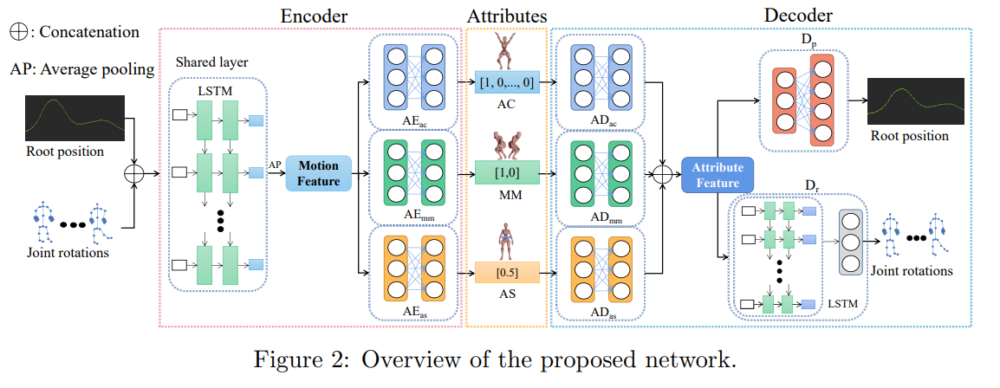 Encoder
Attributes
Decoder
⊕: Concatenation
AP: Average pooling
Root position
Joint rotations
Shared layer
LSTM
AP
Motion
Feature
AEac
AEmm
AEas
[1, 0,..., 0]
AC
[1,0]
MM
[0.5]
AS
ADac
ADmm
ADas
Attribute
Feature
Dp
Root position
Dr
LSTM
Joint rotations
Figure 2: Overview of the proposed network.